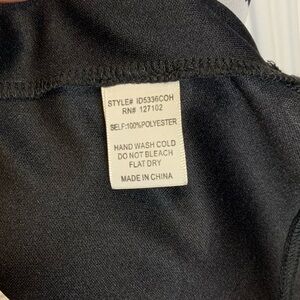 STYLE# ID5336COH
RN# 127102
SELF:100%POLYESTER
HAND WASH COLD
DO NOT BLEACH
FLAT DRY
MADE IN CHINA